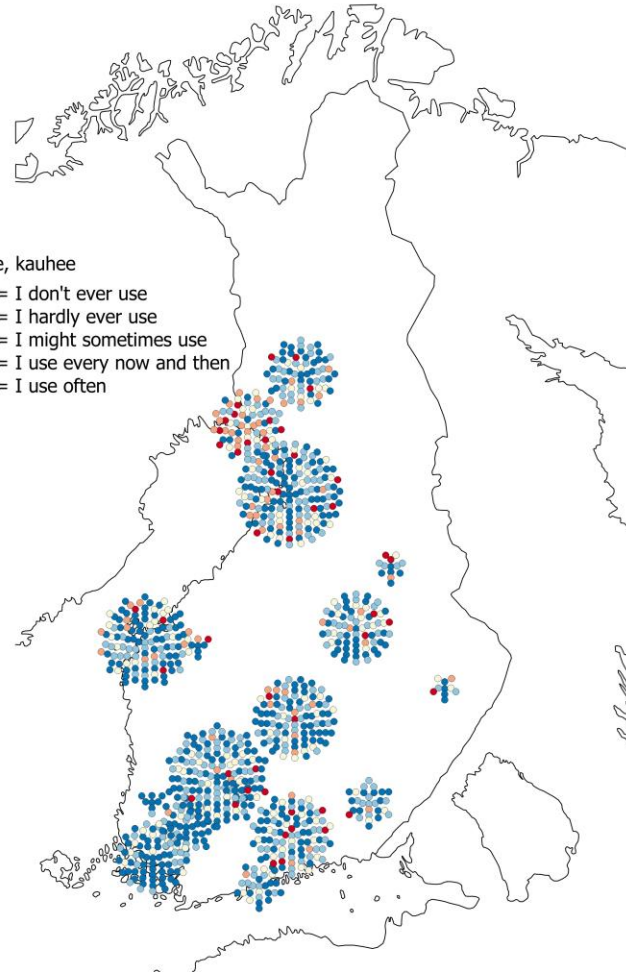 e, kauhee
= I don't ever use
= I hardly ever use
= I might sometimes use
= I use every now and then
= I use often